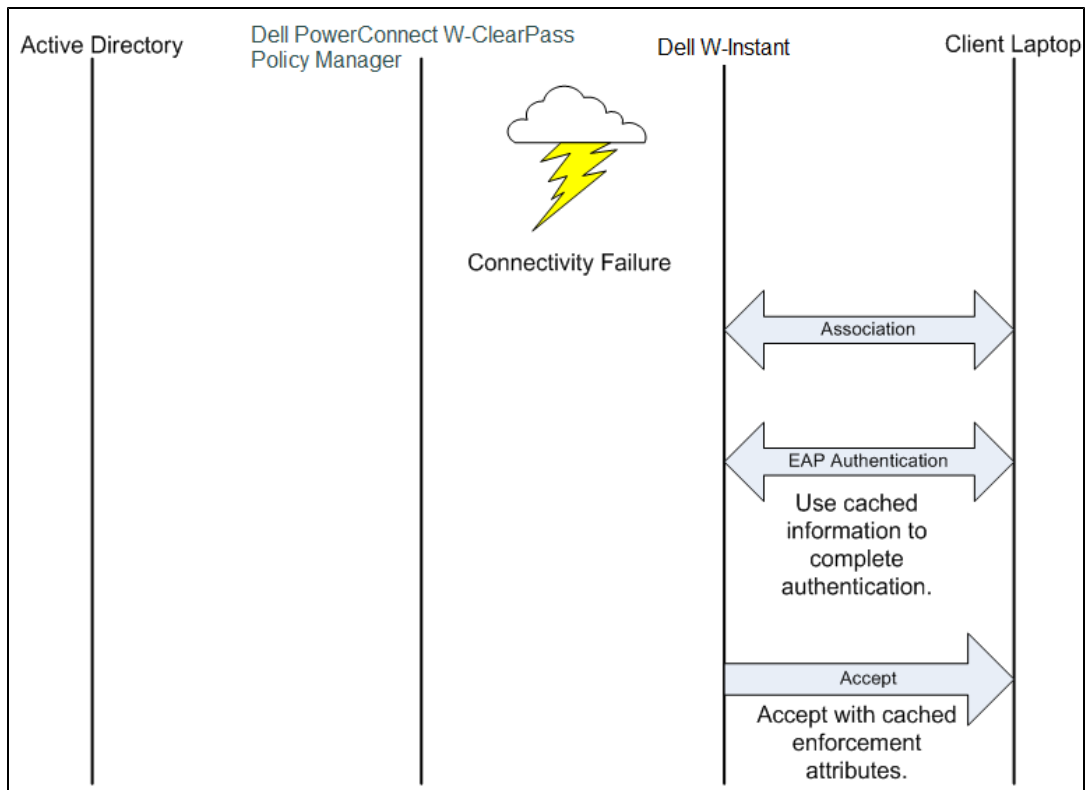 Active Directory
Dell PowerConnect W-ClearPass
Policy Manager
Dell W-Instant
Client Laptop
Connectivity Failure
Association
EAP Authentication
Use cached
information to
complete
authentication.
Accept
Accept with cached
enforcement
attributes.